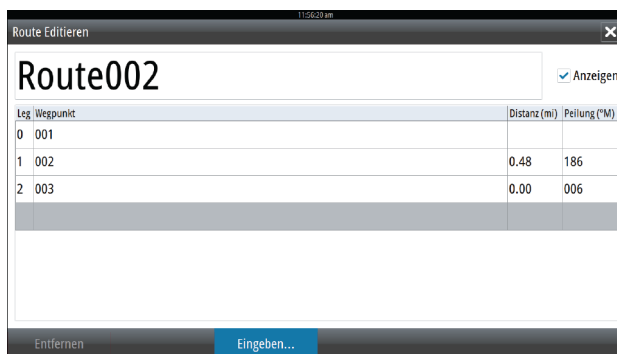 11:56:20 am
Route Editieren
Route002
Anzeigen
Leg Wegpunkt Distanz (mi) Peilung (°M)
0 001
1 002 0.48 186
2 003 0.00 006
Entfernen Eingeben...